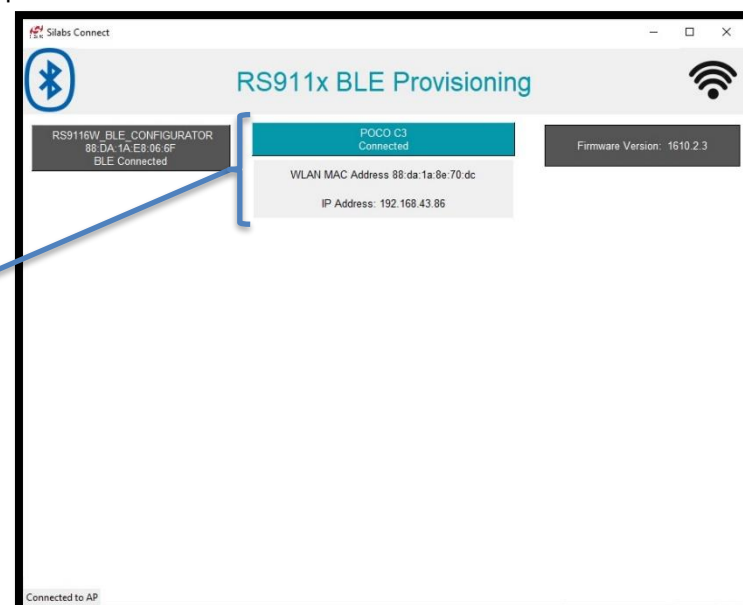 Silabs Connect
RS911x BLE Provisioning
RS9116W_BLE_CONFIGURATOR
88:DA:1A:E8:06:6F
BLE Connected
POCO C3
Connected
WLAN MAC Address 88:da:1a:8e:70:dc
IP Address: 192.168.43.86
Firmware Version: 1610.2.3
Connected to AP